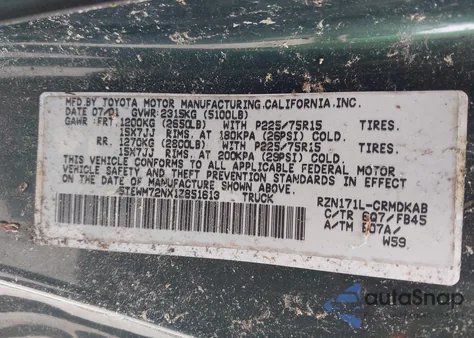 MFD.BY TOYOTA MOTOR MANUFACTURING.CALIFORNIA.INC.
DATE 07/01 GVWR:2315KG (5100LB)
GAWR : FRT 1200KG (2650LB) WITH P225/75R15 TIRES.
15X7JJ RIMS. AT 180KPA (26PSI) COLD.
RR 1270KG (2800LB) WITH P225/75R15 TIRES.
15X7JJ RIMS. AT 200KPA (29PSI) COLD.
THIS VEHICLE CONFORMS TO ALL APPLICABLE FEDERAL MOTOR
VEHICLE SAFETY AND THEFT PREVENTION STANDARDS IN EFFECT
ON THE DATE OF MANUFACTURE SHOWN ABOVE.
5TEWM72NX1Z851613 TRUCK
RZN171L-CRMDKAB
C/TR 6Q7/FB45
A/TM E07A/
W59
autoSnap